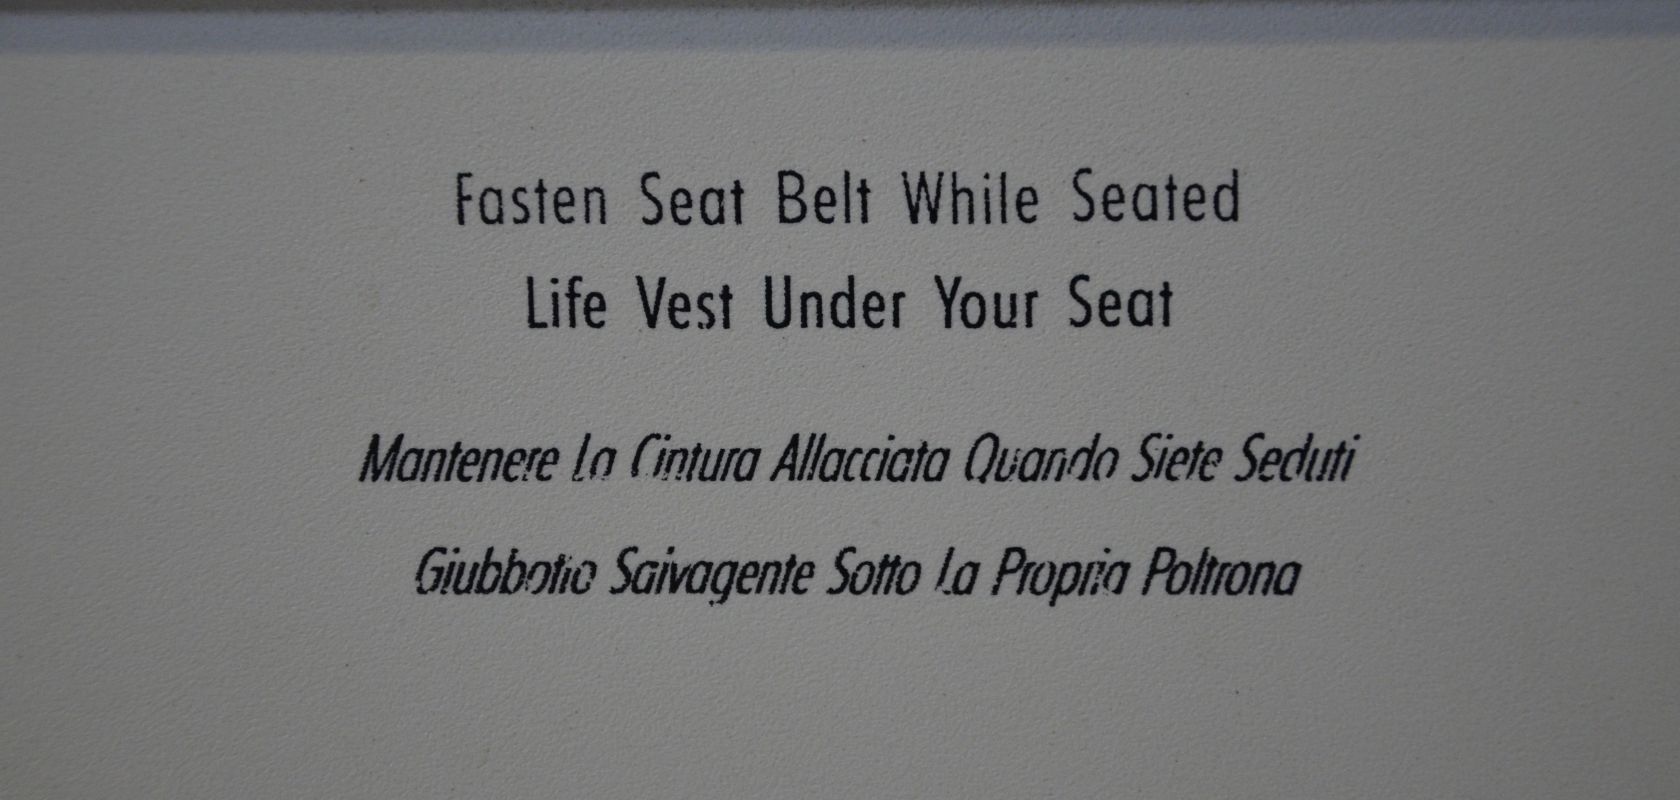 Fasten Seat Belt While Seated
Life Vest Under Your Seat
Mantenere La Cintura Allacciata Quando Siete Seduti
Giubbotto Salvagente Sotto La Propria Poltrona